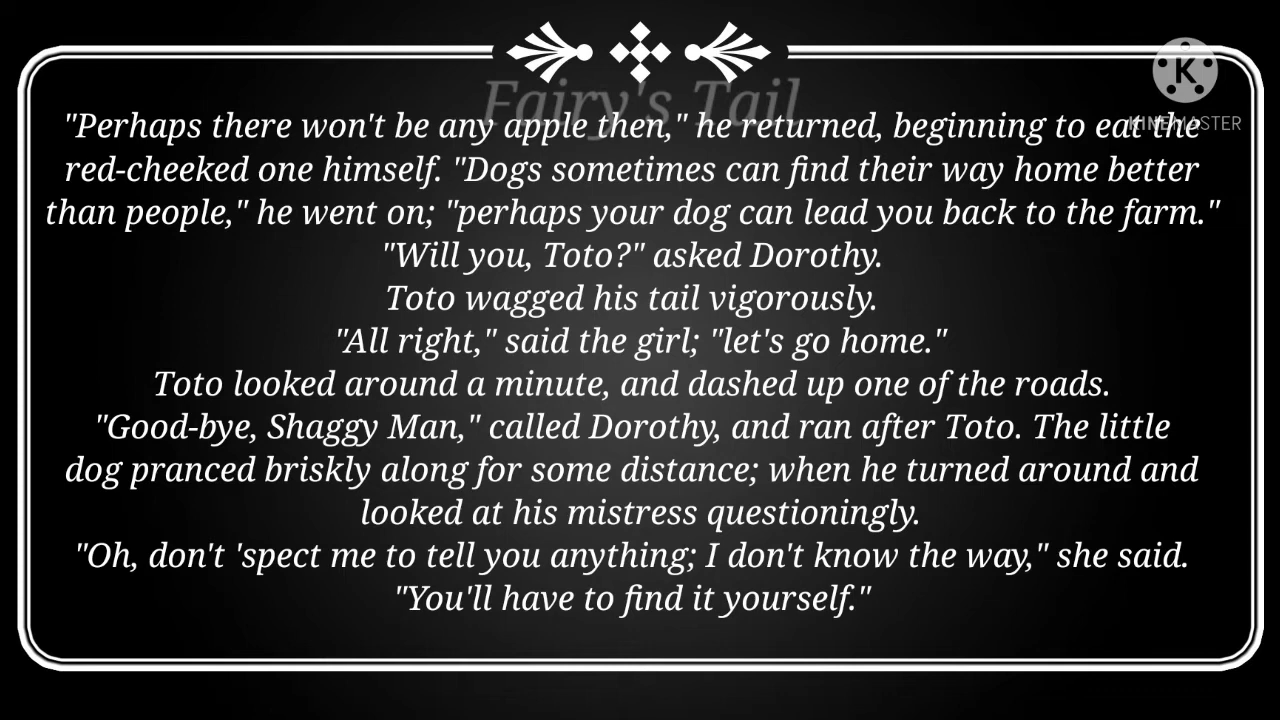 Fairy's Tail
"Perhaps there won't be any apple then," he returned, beginning to eat the
red-cheeked one himself. "Dogs sometimes can find their way home better
than people," he went on; "perhaps your dog can lead you back to the farm."
"Will you, Toto?" asked Dorothy.
Toto wagged his tail vigorously.
"All right," said the girl; "let's go home."
Toto looked around a minute, and dashed up one of the roads.
"Good-bye, Shaggy Man," called Dorothy, and ran after Toto. The little
dog pranced briskly along for some distance; when he turned around and
looked at his mistress questioningly.
"Oh, don't 'spect me to tell you anything; I don't know the way," she said.
"You'll have to find it yourself."
K
KINEMASTER